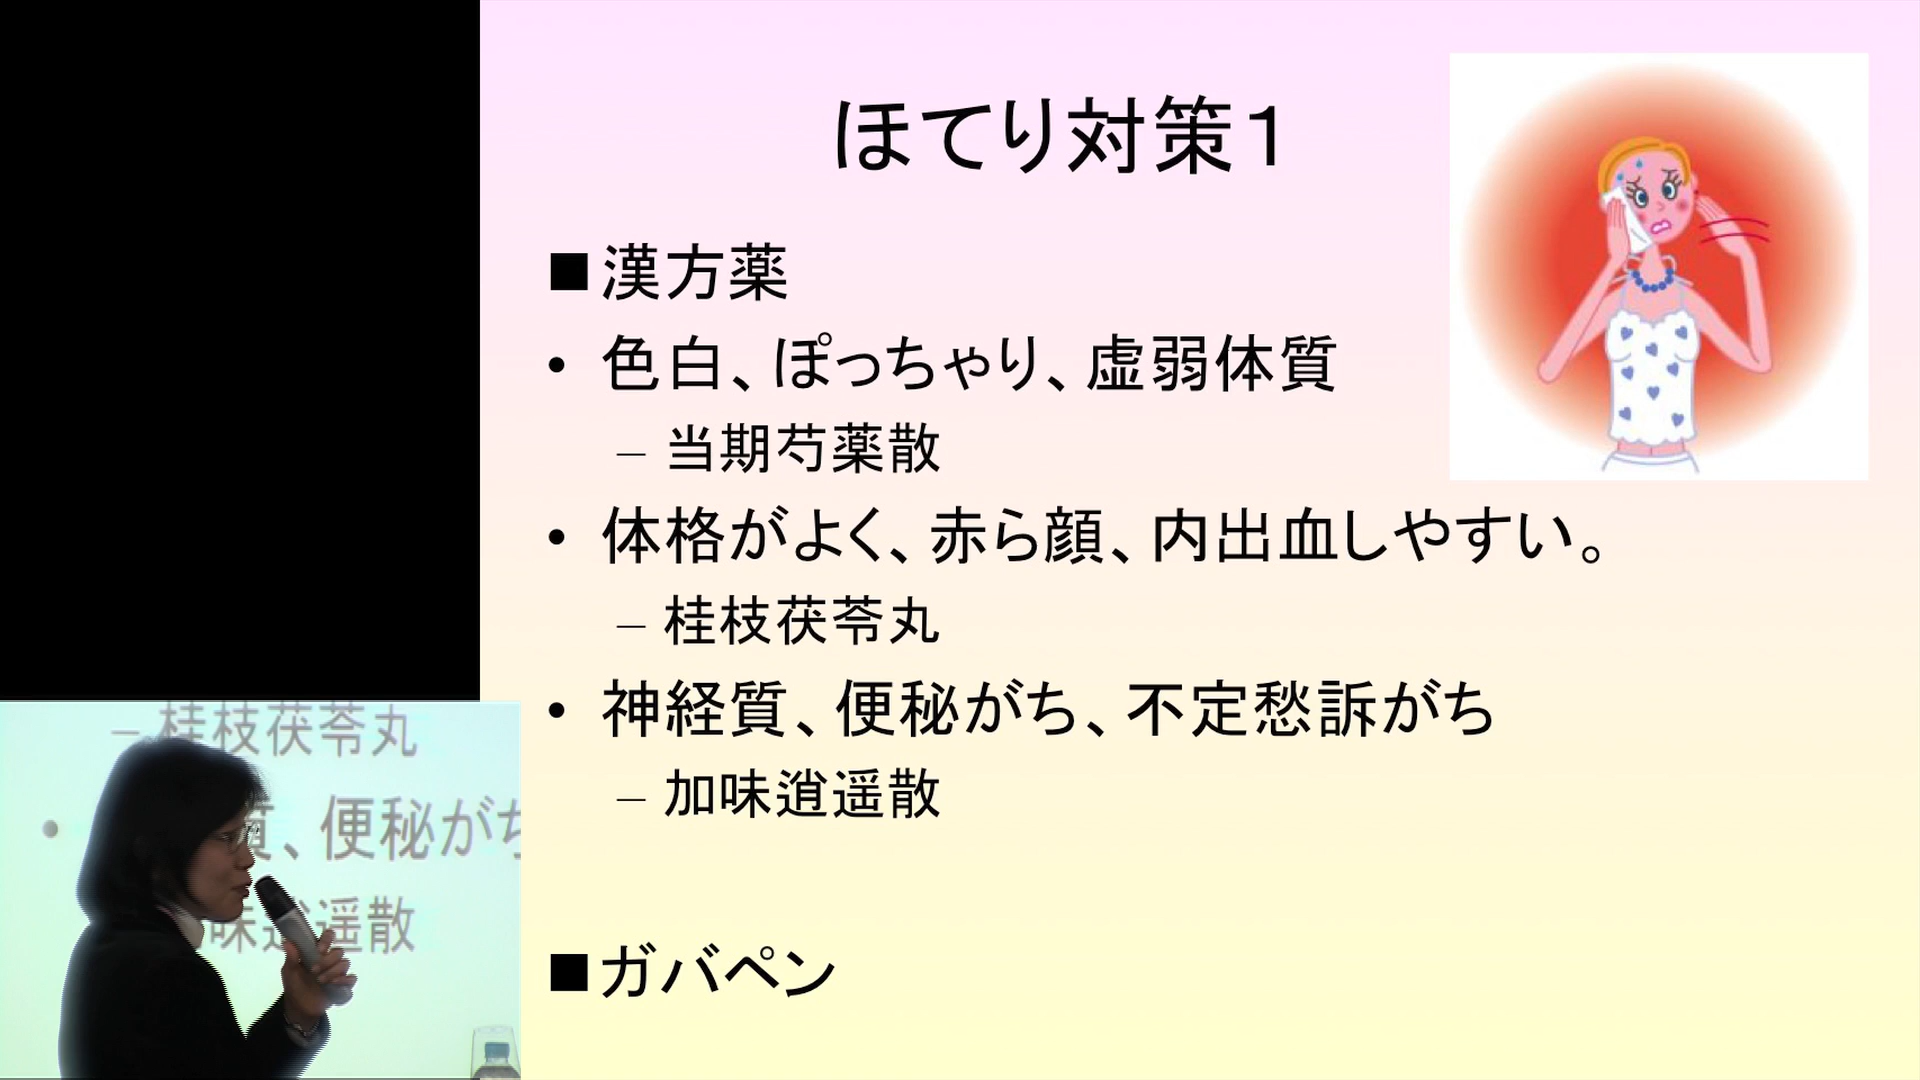 ほてり対策1
■漢方薬
• 色白、ぽっちゃり、虚弱体質
– 当期芍薬散
• 体格がよく、赤ら顔、内出血しやすい。
– 桂枝茯苓丸
• 神経質、便秘がち、不定愁訴がち
– 加味逍遥散
■ガバペン
– 桂枝茯苓丸
• 質、便秘がち
味逍遥散